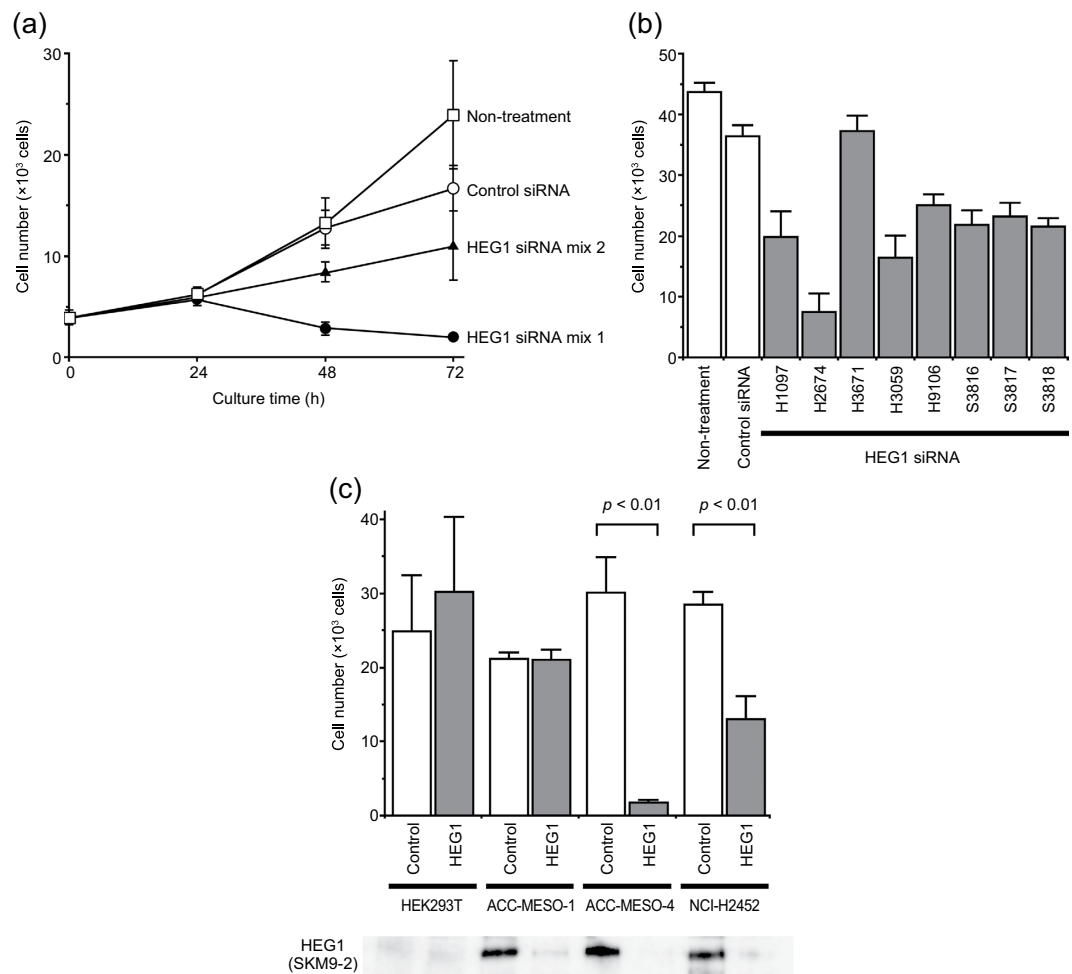 (a)
30
20
10
0
Cell number (×10³ cells)
0 24 48 72
Culture time (h)
Non-treatment
Control siRNA
HEG1 siRNA mix 2
HEG1 siRNA mix 1
(b)
50
40
30
20
10
0
Cell number (×10³ cells)
Non-treatment
Control siRNA
H1097
H2674
H3671
H3059
H9106
S3816
S3817
S3818
HEG1 siRNA
(c)
p < 0.01 p < 0.01
40
30
20
10
0
Cell number (×10³ cells)
Control
HEG1
Control
HEG1
Control
HEG1
Control
HEG1
HEK293T ACC-MESO-1 ACC-MESO-4 NCI-H2452
HEG1
(SKM9-2)